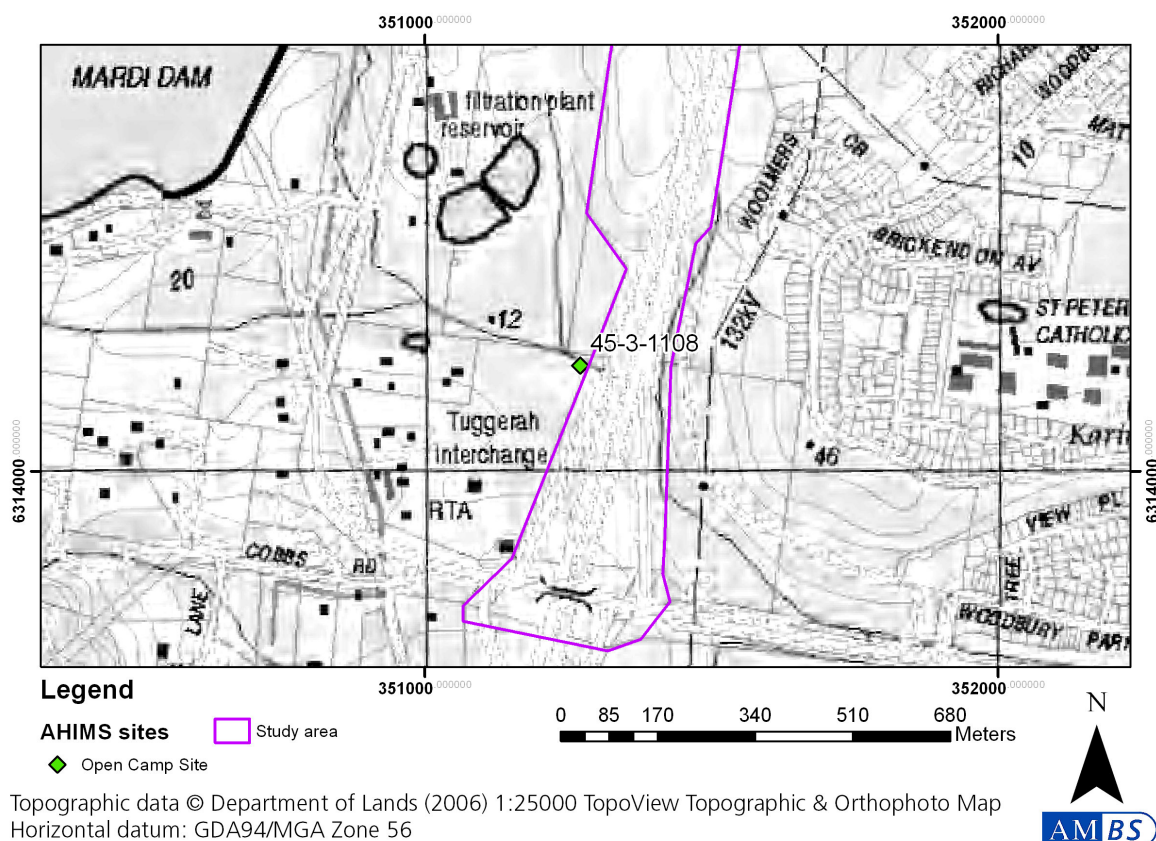 351000.000000
352000.000000
MARDI DAM
filtration plant
reservoir
WOOLMERS
CR
10
BRICKENDON AV
20
12
132kV
ST PETER
CATHOLIC
45-3-1108
Tuggerah
Interchange
46
6314000.000000
6314000.000000
RTA
VIEW PL
COBBS RD
LANE
TREE
WOODBURY PARK
351000.000000
352000.000000
Legend
AHIMS sites
Study area
Open Camp Site
0 85 170 340 510 680
Meters
N
Topographic data © Department of Lands (2006) 1:25000 TopoView Topographic & Orthophoto Map
Horizontal datum: GDA94/MGA Zone 56
AMBS